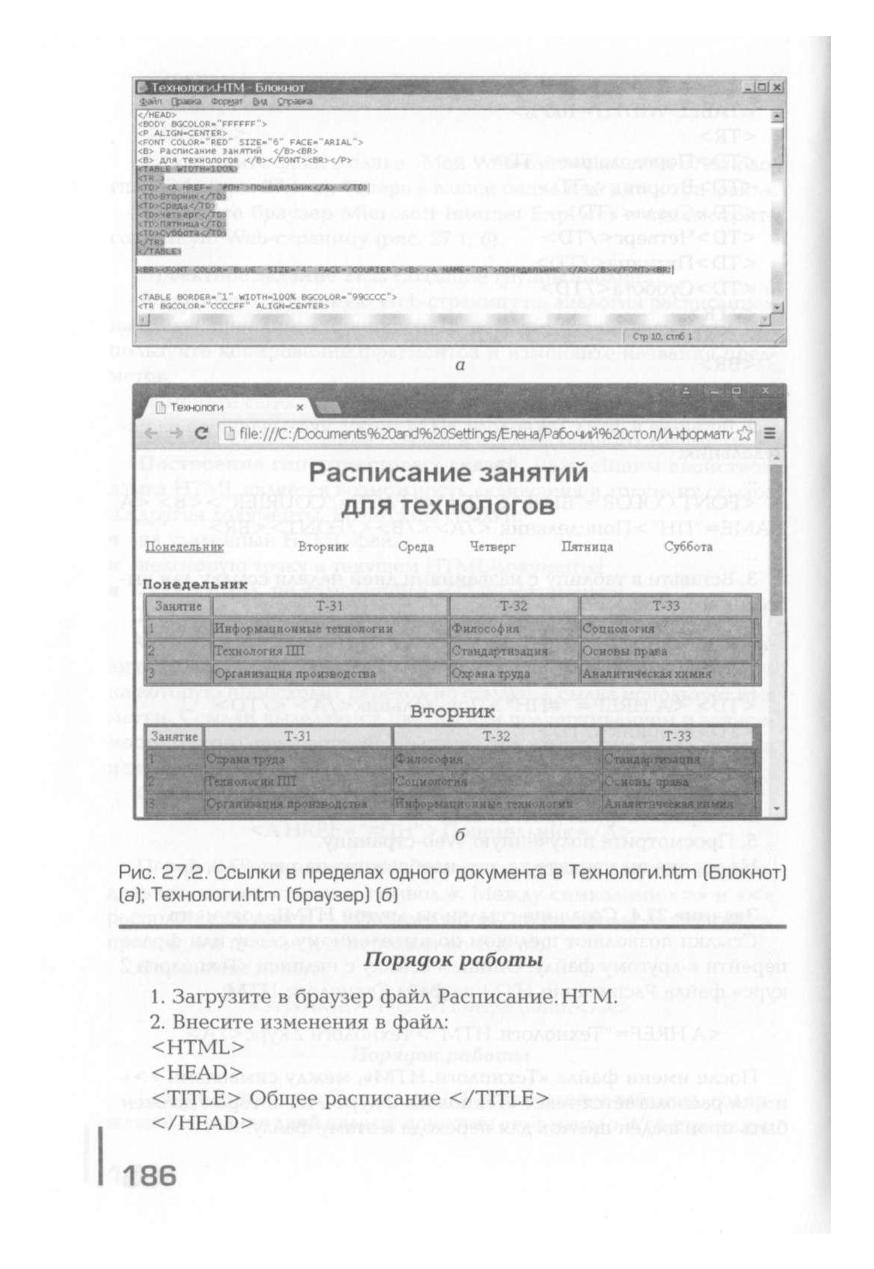 Технологи.HTM - Блокнот
Файл Правка Формат Вид Справка
</HEAD>
<BODY BGCOLOR="FFFFFF">
<P ALIGN=CENTER>
<FONT COLOR="RED" SIZE="6" FACE="ARIAL">
<B> Расписание занятий </B><BR>
<B> для технологов </B></FONT><BR></P>
<TABLE WIDTH=100%>
<TR >
<TD> <A HREF= "#ПН">Понедельник</A> </TD>
<TD>Вторник</TD>
<TD>Среда</TD>
<TD>Четверг</TD>
<TD>Пятница</TD>
<TD>Суббота</TD>
</TR>
</TABLE>
<BR><FONT COLOR="BLUE" SIZE="4" FACE="COURIER"><B> <A NAME="ПН">Понедельник </A></B></FONT><BR>
<TABLE BORDER="1" WIDTH=100% BGCOLOR="99CCCC">
<TR BGCOLOR="CCCCFF" ALIGN=CENTER>
Стр 10, стлб 1
а
Технологи
file:///C:/Documents%20and%20Settings/Елена/Рабочий%20стол/Информати
Расписание занятий
для технологов
Понедельник Вторник Среда Четверг Пятница Суббота
Понедельник
Занятие Т-31 Т-32 Т-33
1 Информационные технологии Философия Социология
2 Технология ПП Стандартизация Основы права
3 Организация производства Охрана труда Аналитическая химия
Вторник
Занятие Т-31 Т-32 Т-33
1 Охрана труда Философия Стандартизация
2 Технология ПП Социология Основы права
3 Организация производства Информационные технологии Аналитическая химия
б
Рис. 27.2. Ссылки в пределах одного документа в Технологи.htm (Блокнот)
(а); Технологи.htm (браузер) (б)
Порядок работы
1. Загрузите в браузер файл Расписание.HTM.
2. Внесите изменения в файл:
<HTML>
<HEAD>
<TITLE> Общее расписание </TITLE>
</HEAD>
186